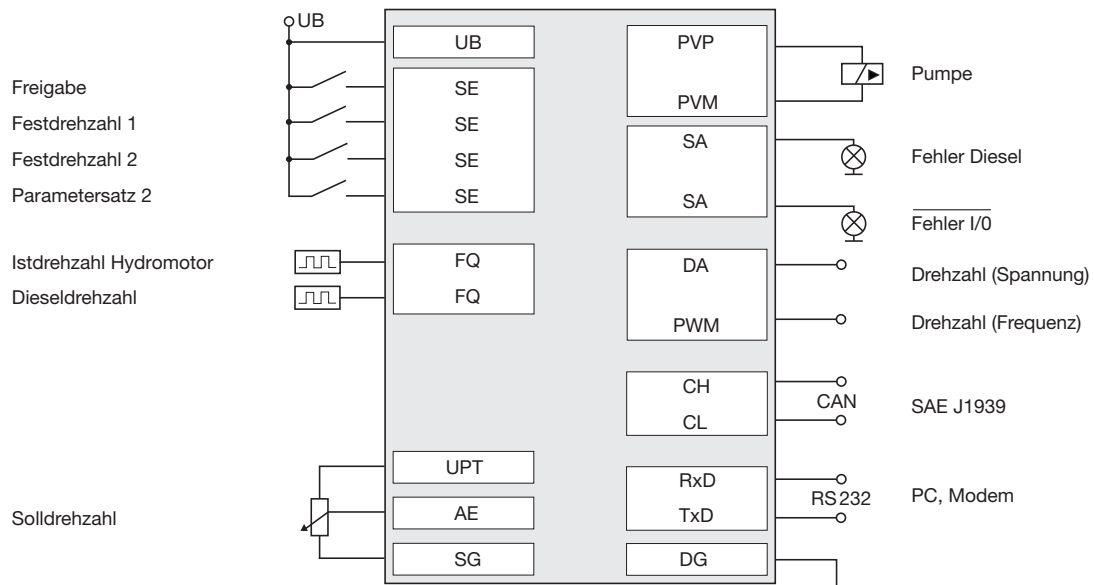 UB
UB
PVP
Freigabe
SE
PVM
Pumpe
Festdrehzahl 1
SE
Festdrehzahl 2
SE
SA
Fehler Diesel
Parametersatz 2
SE
SA
Fehler I/0
Istdrehzahl Hydromotor
FQ
DA
Drehzahl (Spannung)
Dieseldrehzahl
FQ
PWM
Drehzahl (Frequenz)
CH
CAN
SAE J1939
CL
UPT
RxD
RS 232
PC, Modem
Solldrehzahl
AE
TxD
SG
DG